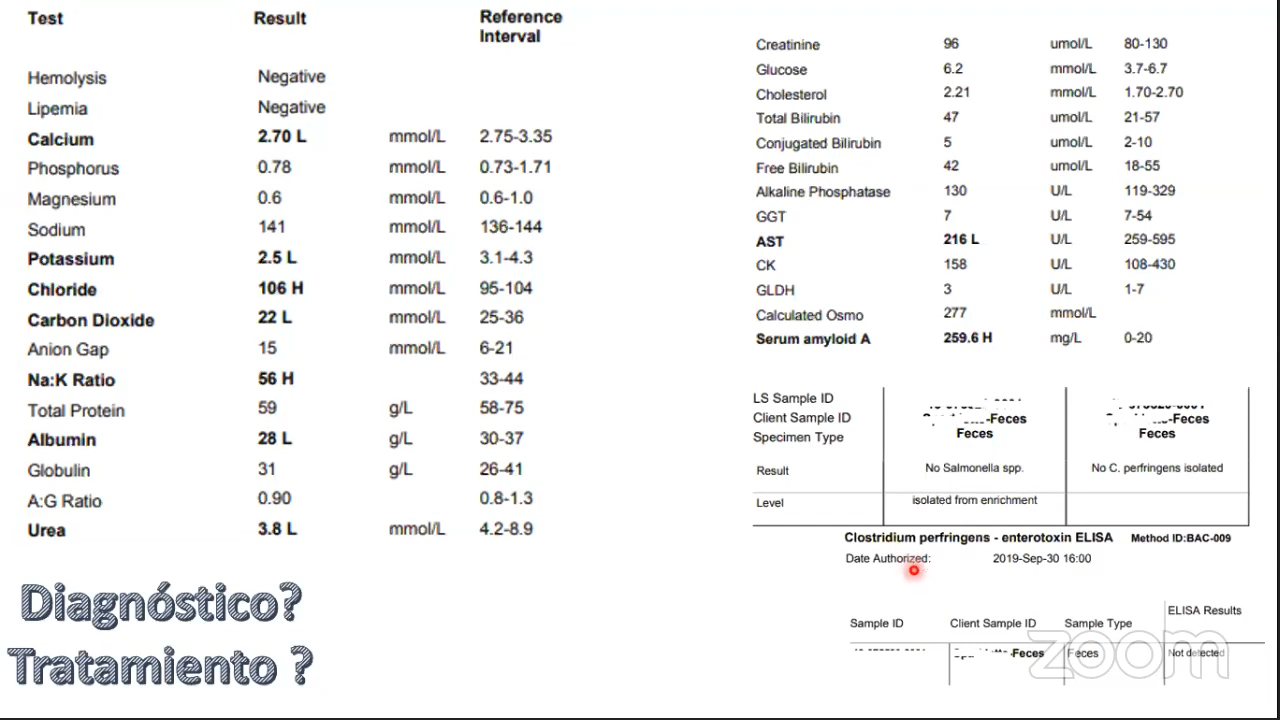 Test Result Reference Interval
Hemolysis Negative
Lipemia Negative
Calcium 2.70 L mmol/L 2.75-3.35
Phosphorus 0.78 mmol/L 0.73-1.71
Magnesium 0.6 mmol/L 0.6-1.0
Sodium 141 mmol/L 136-144
Potassium 2.5 L mmol/L 3.1-4.3
Chloride 106 H mmol/L 95-104
Carbon Dioxide 22 L mmol/L 25-36
Anion Gap 15 mmol/L 6-21
Na:K Ratio 56 H 33-44
Total Protein 59 g/L 58-75
Albumin 28 L g/L 30-37
Globulin 31 g/L 26-41
A:G Ratio 0.90 0.8-1.3
Urea 3.8 L mmol/L 4.2-8.9
Diagnóstico?
Tratamiento ?
Creatinine 96 umol/L 80-130
Glucose 6.2 mmol/L 3.7-6.7
Cholesterol 2.21 mmol/L 1.70-2.70
Total Bilirubin 47 umol/L 21-57
Conjugated Bilirubin 5 umol/L 2-10
Free Bilirubin 42 umol/L 18-55
Alkaline Phosphatase 130 U/L 119-329
GGT 7 U/L 7-54
AST 216 L U/L 259-595
CK 158 U/L 108-430
GLDH 3 U/L 1-7
Calculated Osmo 277 mmol/L
Serum amyloid A 259.6 H mg/L 0-20
LS Sample ID
Client Sample ID -Feces -Feces
Specimen Type Feces Feces
Result No Salmonella spp. No C. perfringens isolated
Level isolated from enrichment
Clostridium perfringens - enterotoxin ELISA Method ID:BAC-009
Date Authorized: 2019-Sep-30 16:00
ELISA Results
Sample ID Client Sample ID Sample Type
-Feces Feces Not detected
zoom